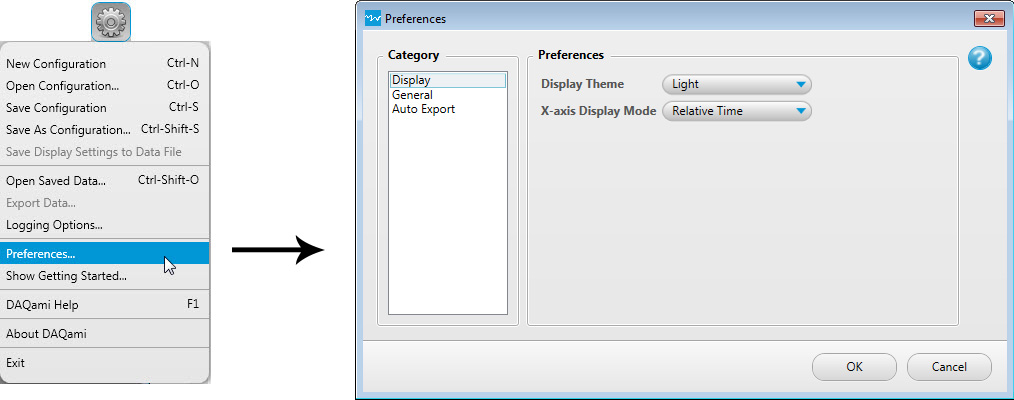 New Configuration Ctrl-N
Open Configuration... Ctrl-O
Save Configuration Ctrl-S
Save As Configuration... Ctrl-Shift-S
Save Display Settings to Data File
Open Saved Data... Ctrl-Shift-O
Export Data...
Logging Options...
Preferences...
Show Getting Started...
DAQami Help F1
About DAQami
Exit
Preferences
Category
Display
General
Auto Export
Preferences
Display Theme Light
X-axis Display Mode Relative Time
?
OK Cancel